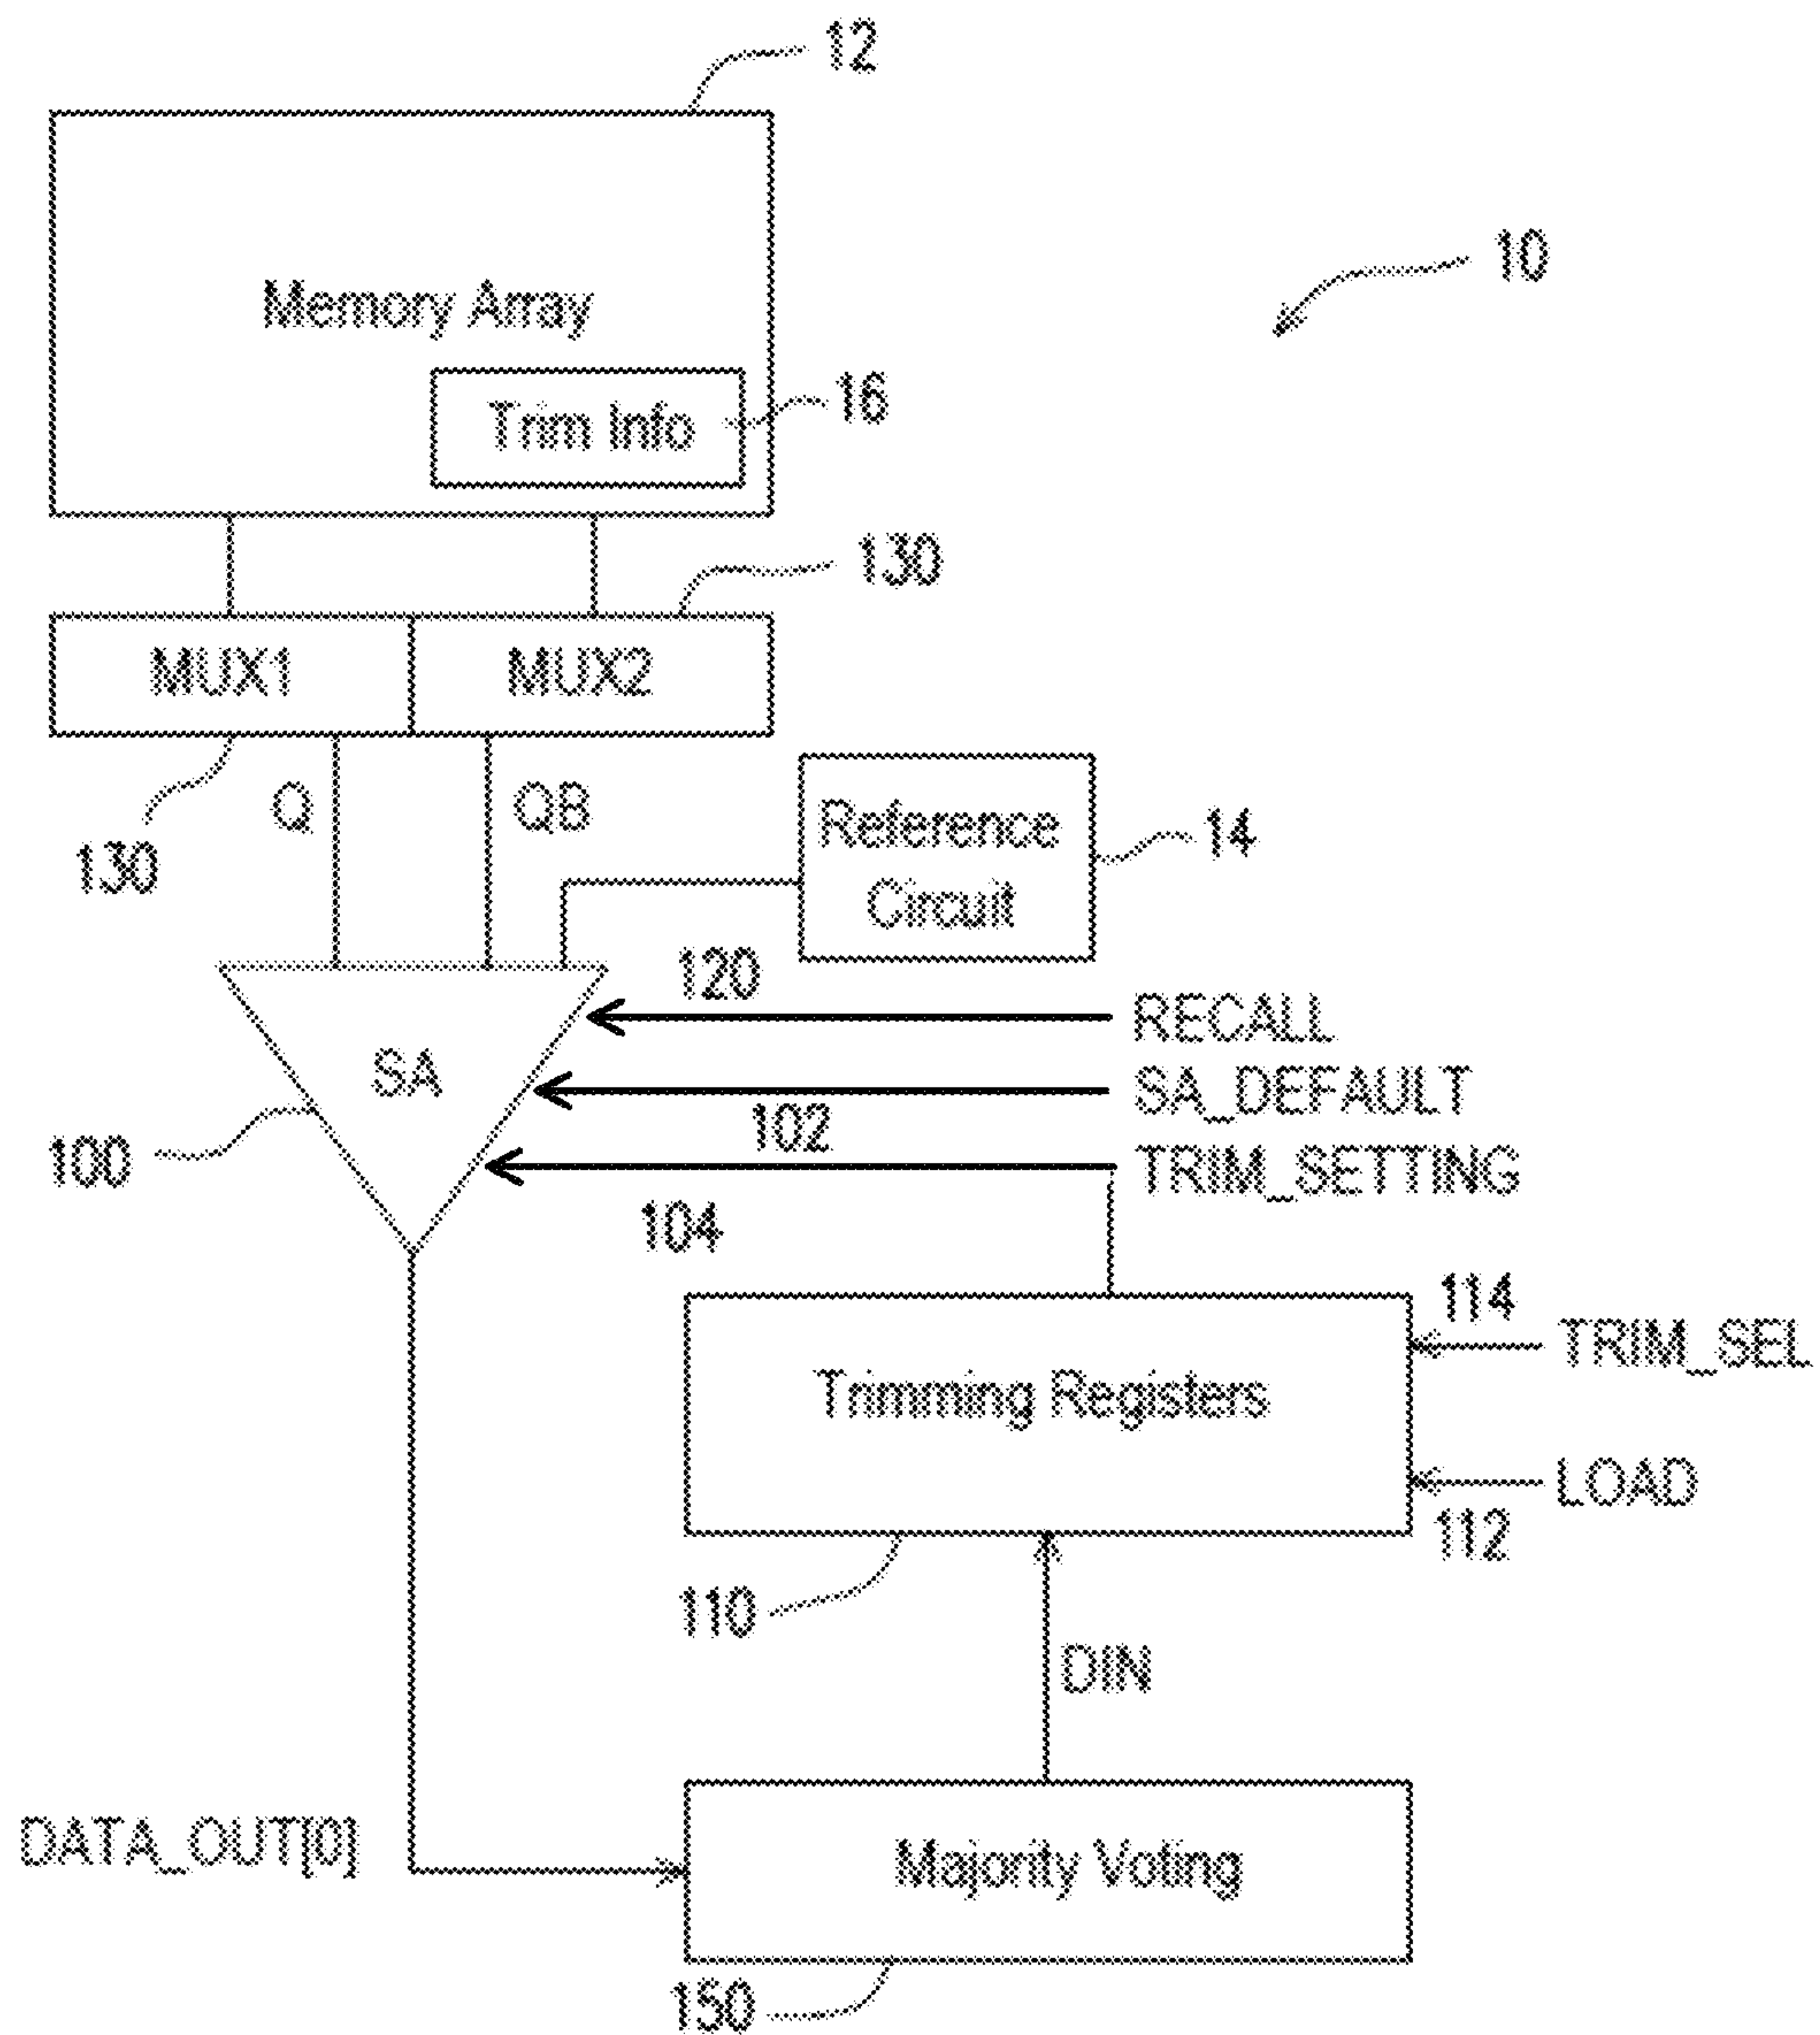 12
10
Memory Array
16
Trim Info
130
MUX1
MUX2
Q
QB
130
Reference
Circuit
14
120
RECALL
SA
SA_DEFAULT
102
100
TRIM_SETTING
104
114
TRIM_SEL
Trimming Registers
LOAD
112
110
DIN
DATA_OUT[0]
Majority Voting
150